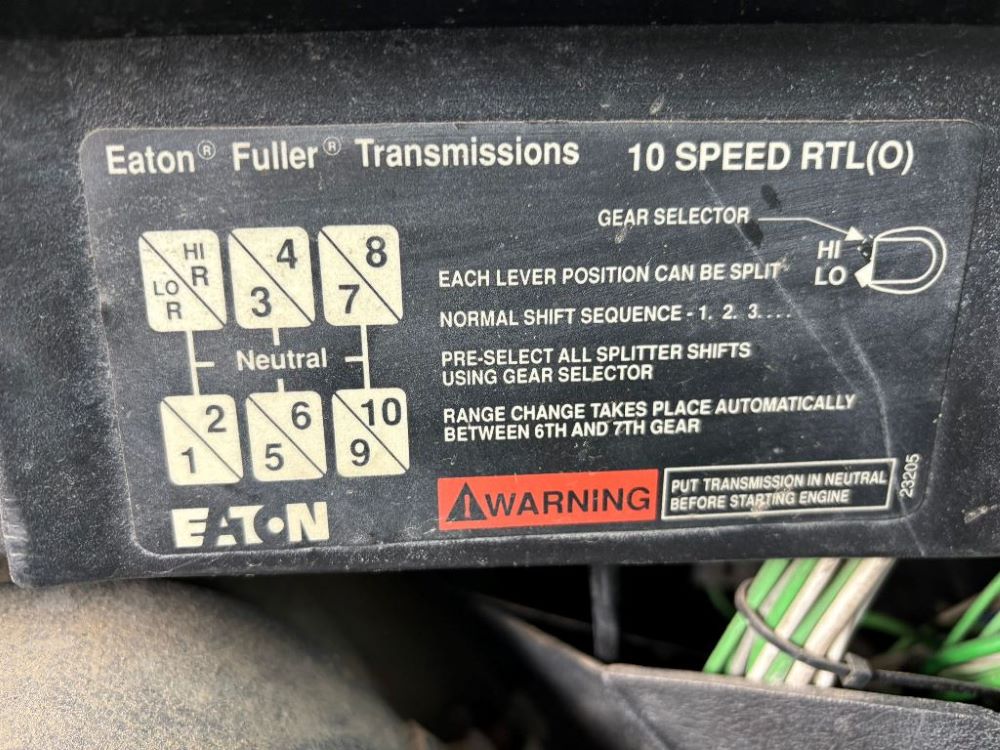 Eaton® Fuller® Transmissions 10 SPEED RTL(O)
HI R 4 8
LO R 3 7
Neutral
2 6 10
1 5 9
EATON
GEAR SELECTOR
HI
LO
EACH LEVER POSITION CAN BE SPLIT
NORMAL SHIFT SEQUENCE - 1, 2, 3....
PRE-SELECT ALL SPLITTER SHIFTS
USING GEAR SELECTOR
RANGE CHANGE TAKES PLACE AUTOMATICALLY
BETWEEN 6TH AND 7TH GEAR
WARNING
PUT TRANSMISSION IN NEUTRAL
BEFORE STARTING ENGINE
23205